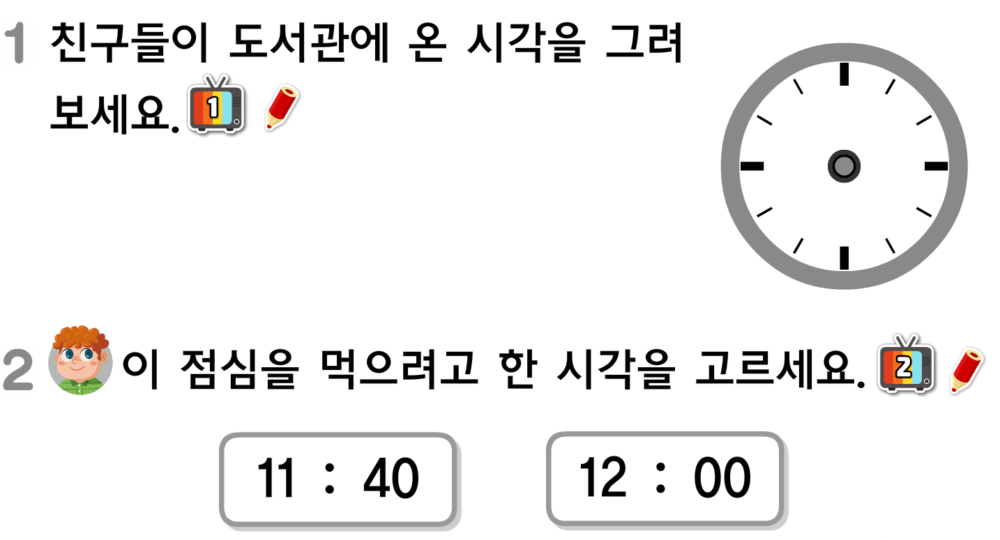 1 친구들이 도서관에 온 시각을 그려
보세요. 1
2 이 점심을 먹으려고 한 시각을 고르세요. 2
11 : 40 12 : 00